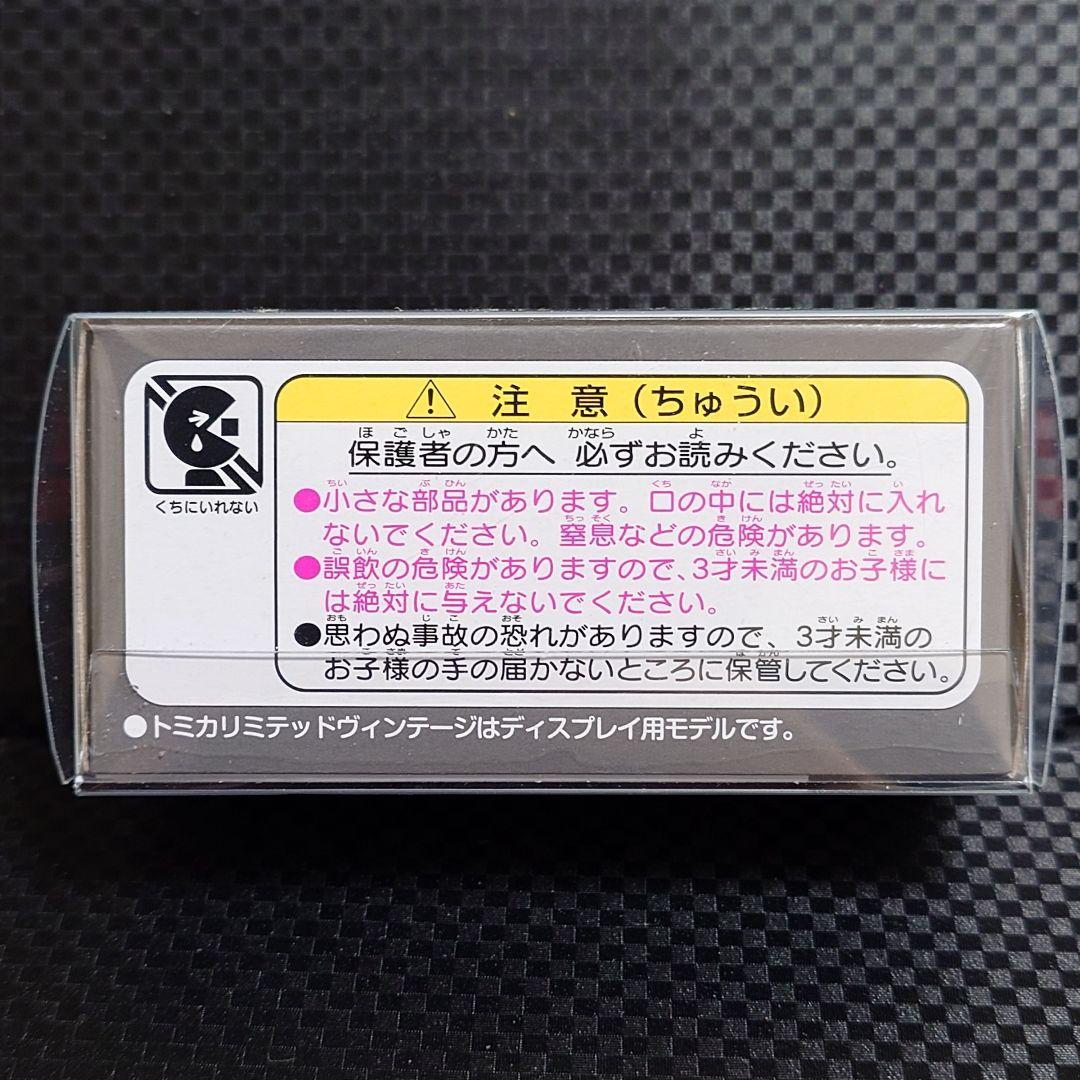 くちにいれない
注 意（ちゅうい）
保護者の方へ 必ずお読みください。
●小さな部品があります。口の中には絶対に入れ
ないでください。窒息などの危険があります。
●誤飲の危険がありますので、3才未満のお子様に
は絶対に与えないでください。
●思わぬ事故の恐れがありますので、3才未満の
お子様の手の届かないところに保管してください。
●トミカリミテッドヴィンテージはディスプレイ用モデルです。